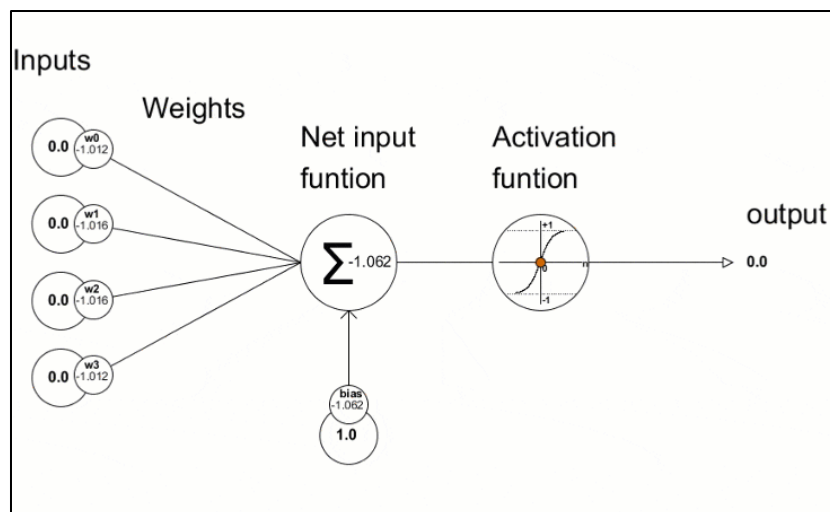 Inputs
Weights
Net input
funtion
Activation
funtion
output
0.0
w0
-1.012
0.0
w1
-1.016
0.0
w2
-1.016
0.0
w3
-1.012
Σ -1.062
bias
-1.062
1.0
+1
0
n
-1
0.0